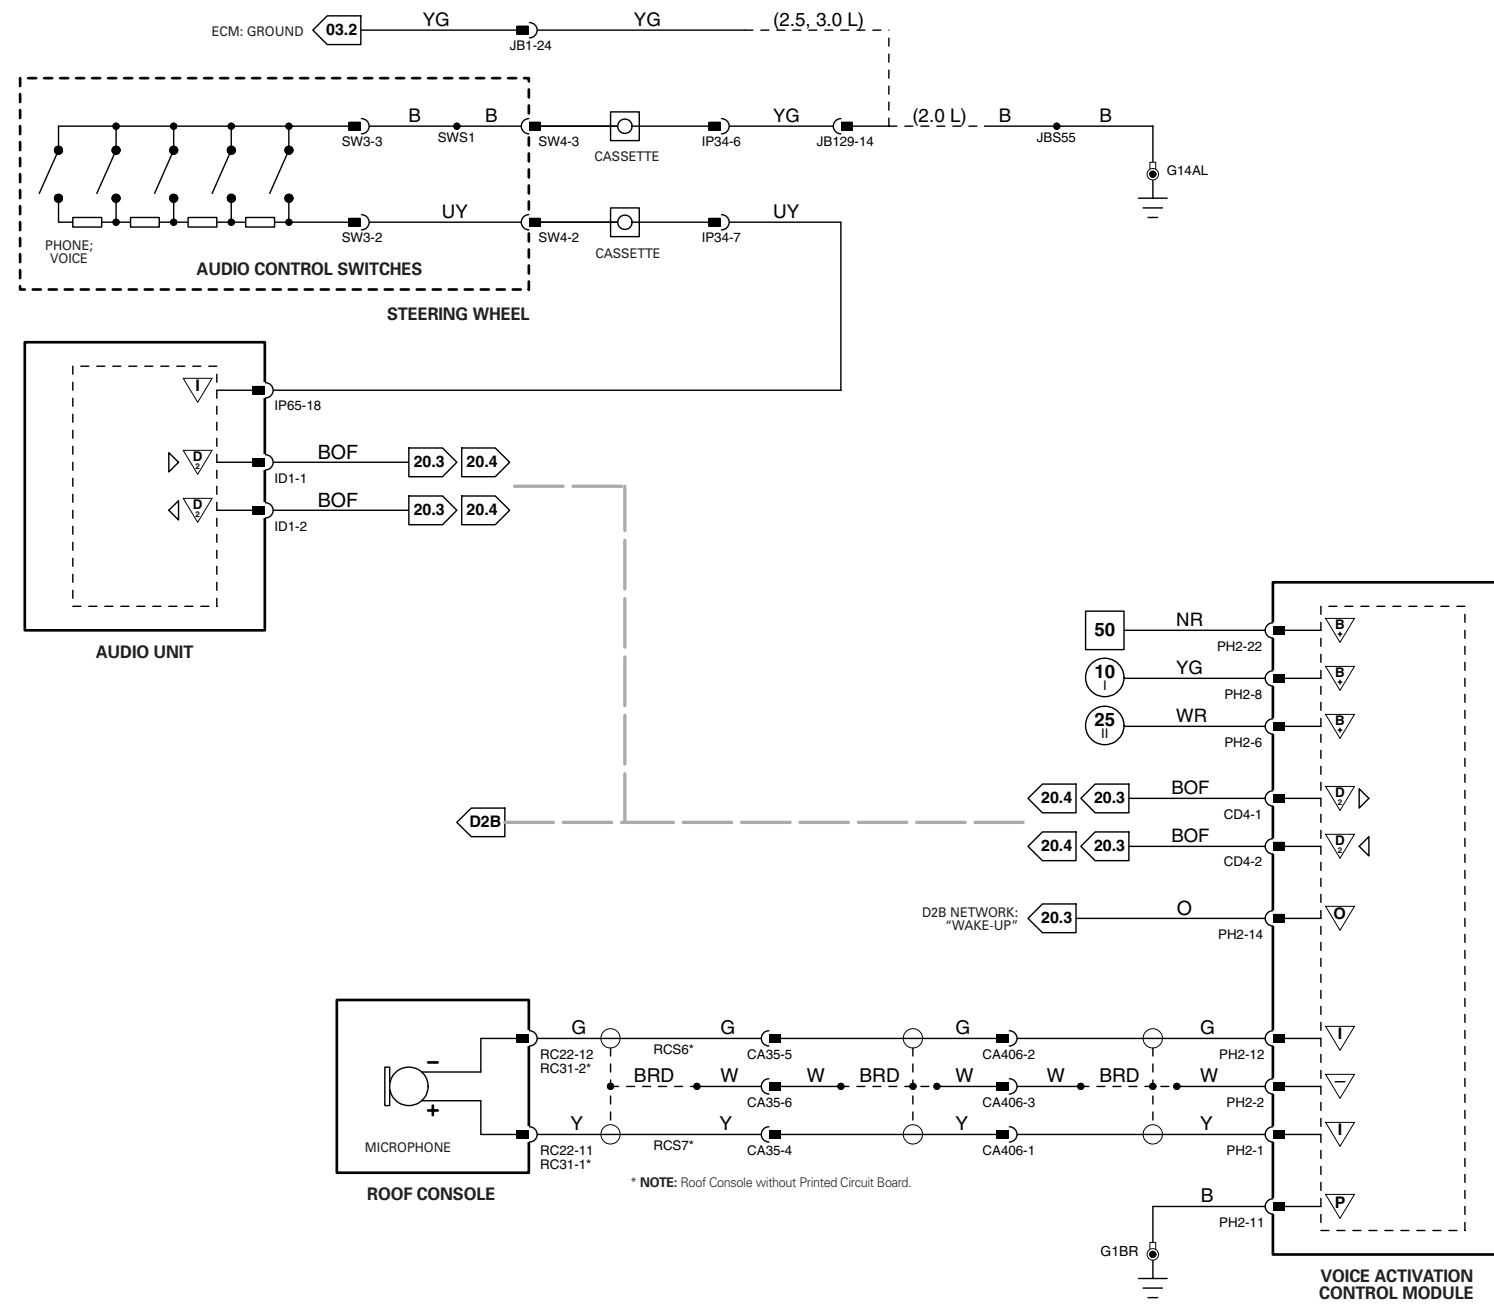 ECM: GROUND 03.2 YG YG (2.5, 3.0 L)
JB1-24
B B YG (2.0 L) B B
SW3-3 SWS1 SW4-3 CASSETTE IP34-6 JB129-14 JBS55
G14AL
UY UY
SW3-2 SW4-2 CASSETTE IP34-7
PHONE;
VOICE
AUDIO CONTROL SWITCHES
STEERING WHEEL
I
IP65-18
D2 BOF 20.3 20.4
ID1-1
D2 BOF 20.3 20.4
ID1-2
AUDIO UNIT
50 NR B+
PH2-22
10 I YG B+
PH2-8
25 II WR B+
PH2-6
20.4 20.3 BOF D2
CD4-1
D2B
20.4 20.3 BOF D2
CD4-2
D2B NETWORK:
"WAKE-UP"
20.3 O O
PH2-14
G G G G I
RC22-12 RCS6* CA35-5 CA406-2 PH2-12
RC31-2*
–
BRD W W BRD W W BRD W –
CA35-6 CA406-3 PH2-2
+
Y Y Y Y I
MICROPHONE
RC22-11 RCS7* CA35-4 CA406-1 PH2-1
RC31-1*
* NOTE: Roof Console without Printed Circuit Board.
ROOF CONSOLE
B P
PH2-11
G1BR
VOICE ACTIVATION
CONTROL MODULE